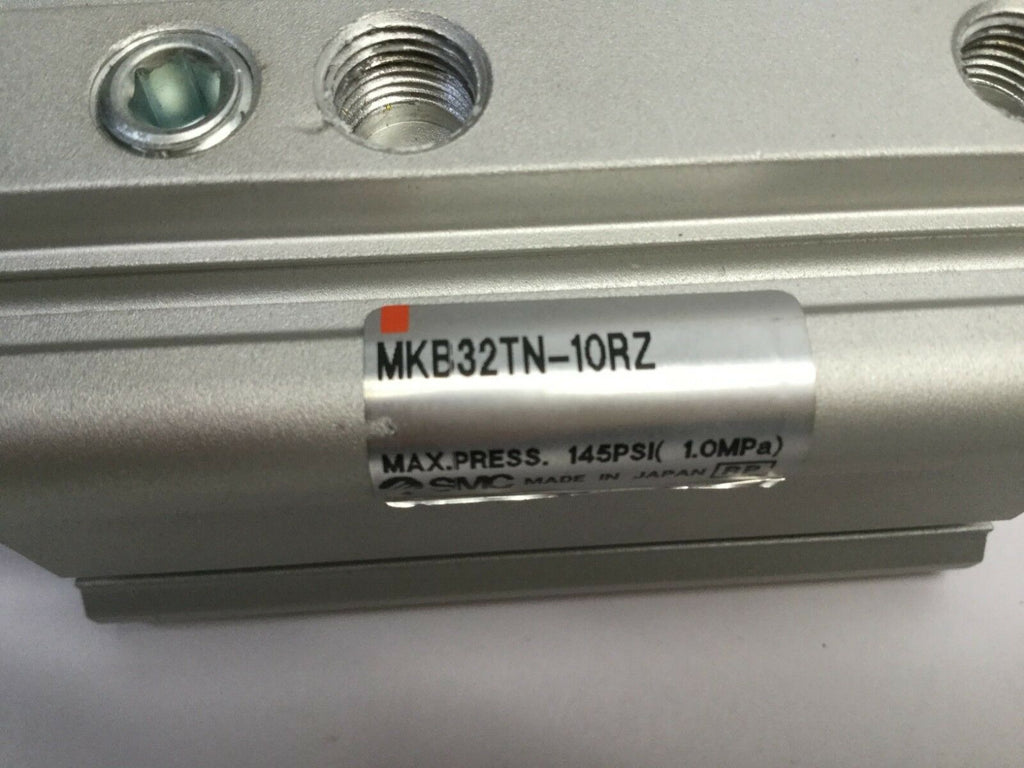 MKB32TN-10RZ
MAX.PRESS. 145PSI( 1.0MPa)
SMC MADE IN JAPAN